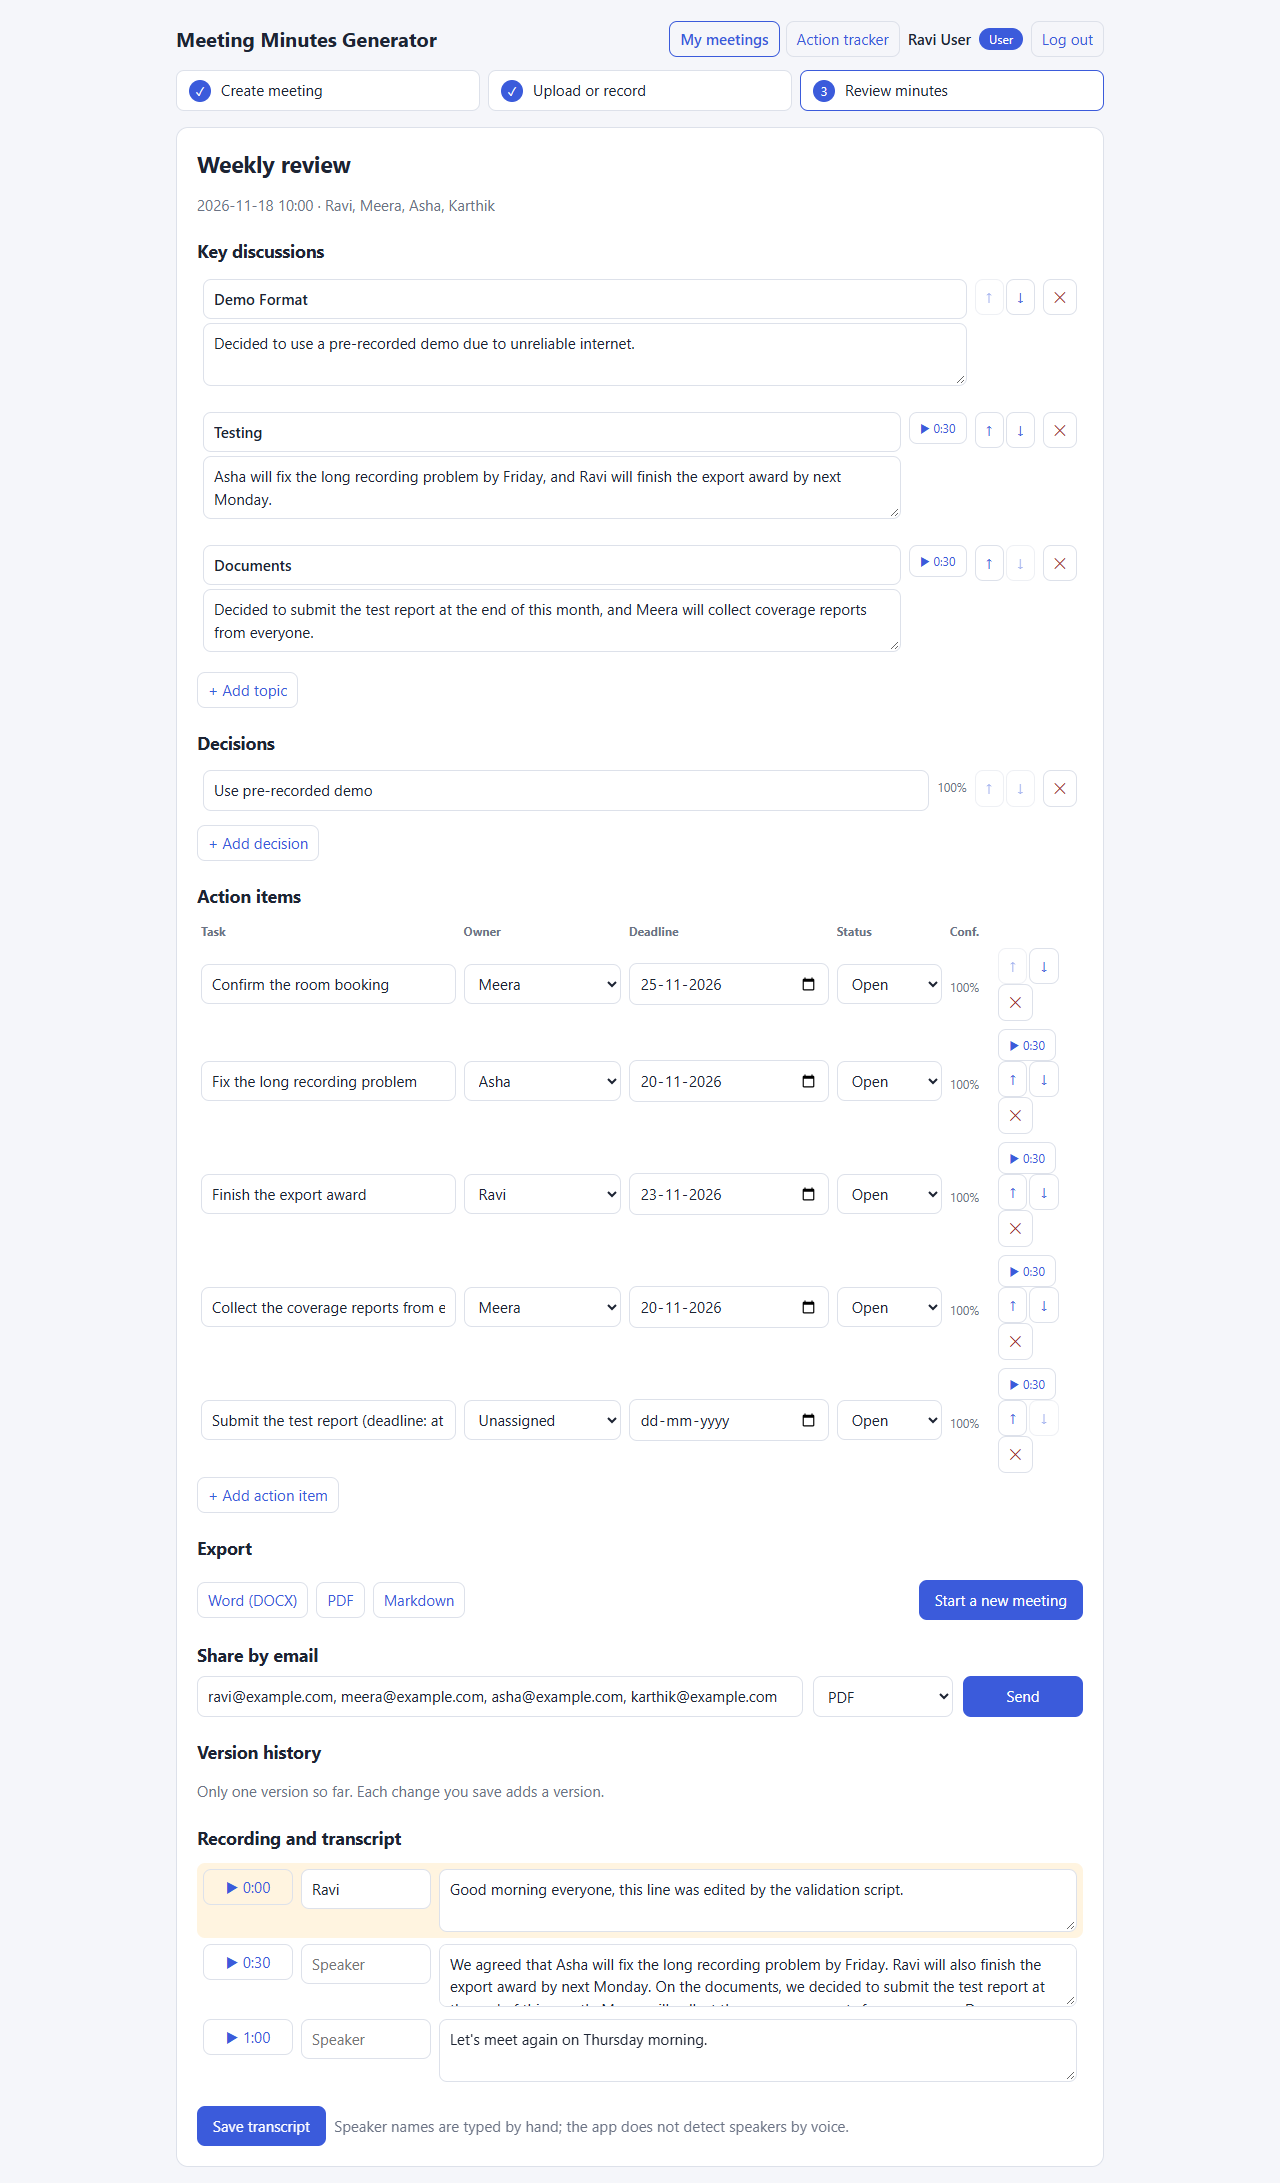 Meeting Minutes Generator
My meetings Action tracker Ravi User User Log out
✓ Create meeting ✓ Upload or record 3 Review minutes
Weekly review
2026-11-18 10:00 · Ravi, Meera, Asha, Karthik
Key discussions
Demo Format ↑ ↓ ×
Decided to use a pre-recorded demo due to unreliable internet.
Testing ▶ 0:30 ↑ ↓ ×
Asha will fix the long recording problem by Friday, and Ravi will finish the export award by next
Monday.
Documents ▶ 0:30 ↑ ↓ ×
Decided to submit the test report at the end of this month, and Meera will collect coverage reports
from everyone.
+ Add topic
Decisions
Use pre-recorded demo 100% ↑ ↓ ×
+ Add decision
Action items
Task Owner Deadline Status Conf.
Confirm the room booking Meera 25-11-2026 Open 100% ↑ ↓ ×
Fix the long recording problem Asha 20-11-2026 Open 100% ▶ 0:30 ↑ ↓ ×
Finish the export award Ravi 23-11-2026 Open 100% ▶ 0:30 ↑ ↓ ×
Collect the coverage reports from e Meera 20-11-2026 Open 100% ▶ 0:30 ↑ ↓ ×
Submit the test report (deadline: at Unassigned dd-mm-yyyy Open 100% ▶ 0:30 ↑ ↓ ×
+ Add action item
Export
Word (DOCX) PDF Markdown Start a new meeting
Share by email
ravi@example.com, meera@example.com, asha@example.com, karthik@example.com PDF Send
Version history
Only one version so far. Each change you save adds a version.
Recording and transcript
▶ 0:00 Ravi Good morning everyone, this line was edited by the validation script.
▶ 0:30 Speaker We agreed that Asha will fix the long recording problem by Friday. Ravi will also finish the
export award by next Monday. On the documents, we decided to submit the test report at
▶ 1:00 Speaker Let's meet again on Thursday morning.
Save transcript Speaker names are typed by hand; the app does not detect speakers by voice.